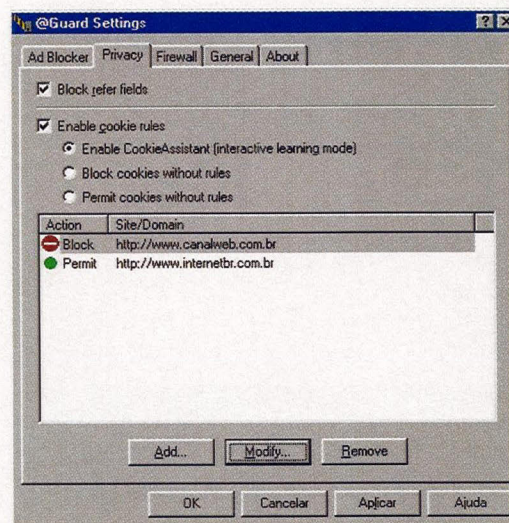 @Guard Settings
Ad Blocker Privacy Firewall General About
Block refer fields
Enable cookie rules
Enable CookieAssistant (interactive learning mode)
Block cookies without rules
Permit cookies without rules
Action Site/Domain
Block http://www.canalweb.com.br
Permit http://www.internetbr.com.br
Add... Modify... Remove
OK Cancelar Aplicar Ajuda